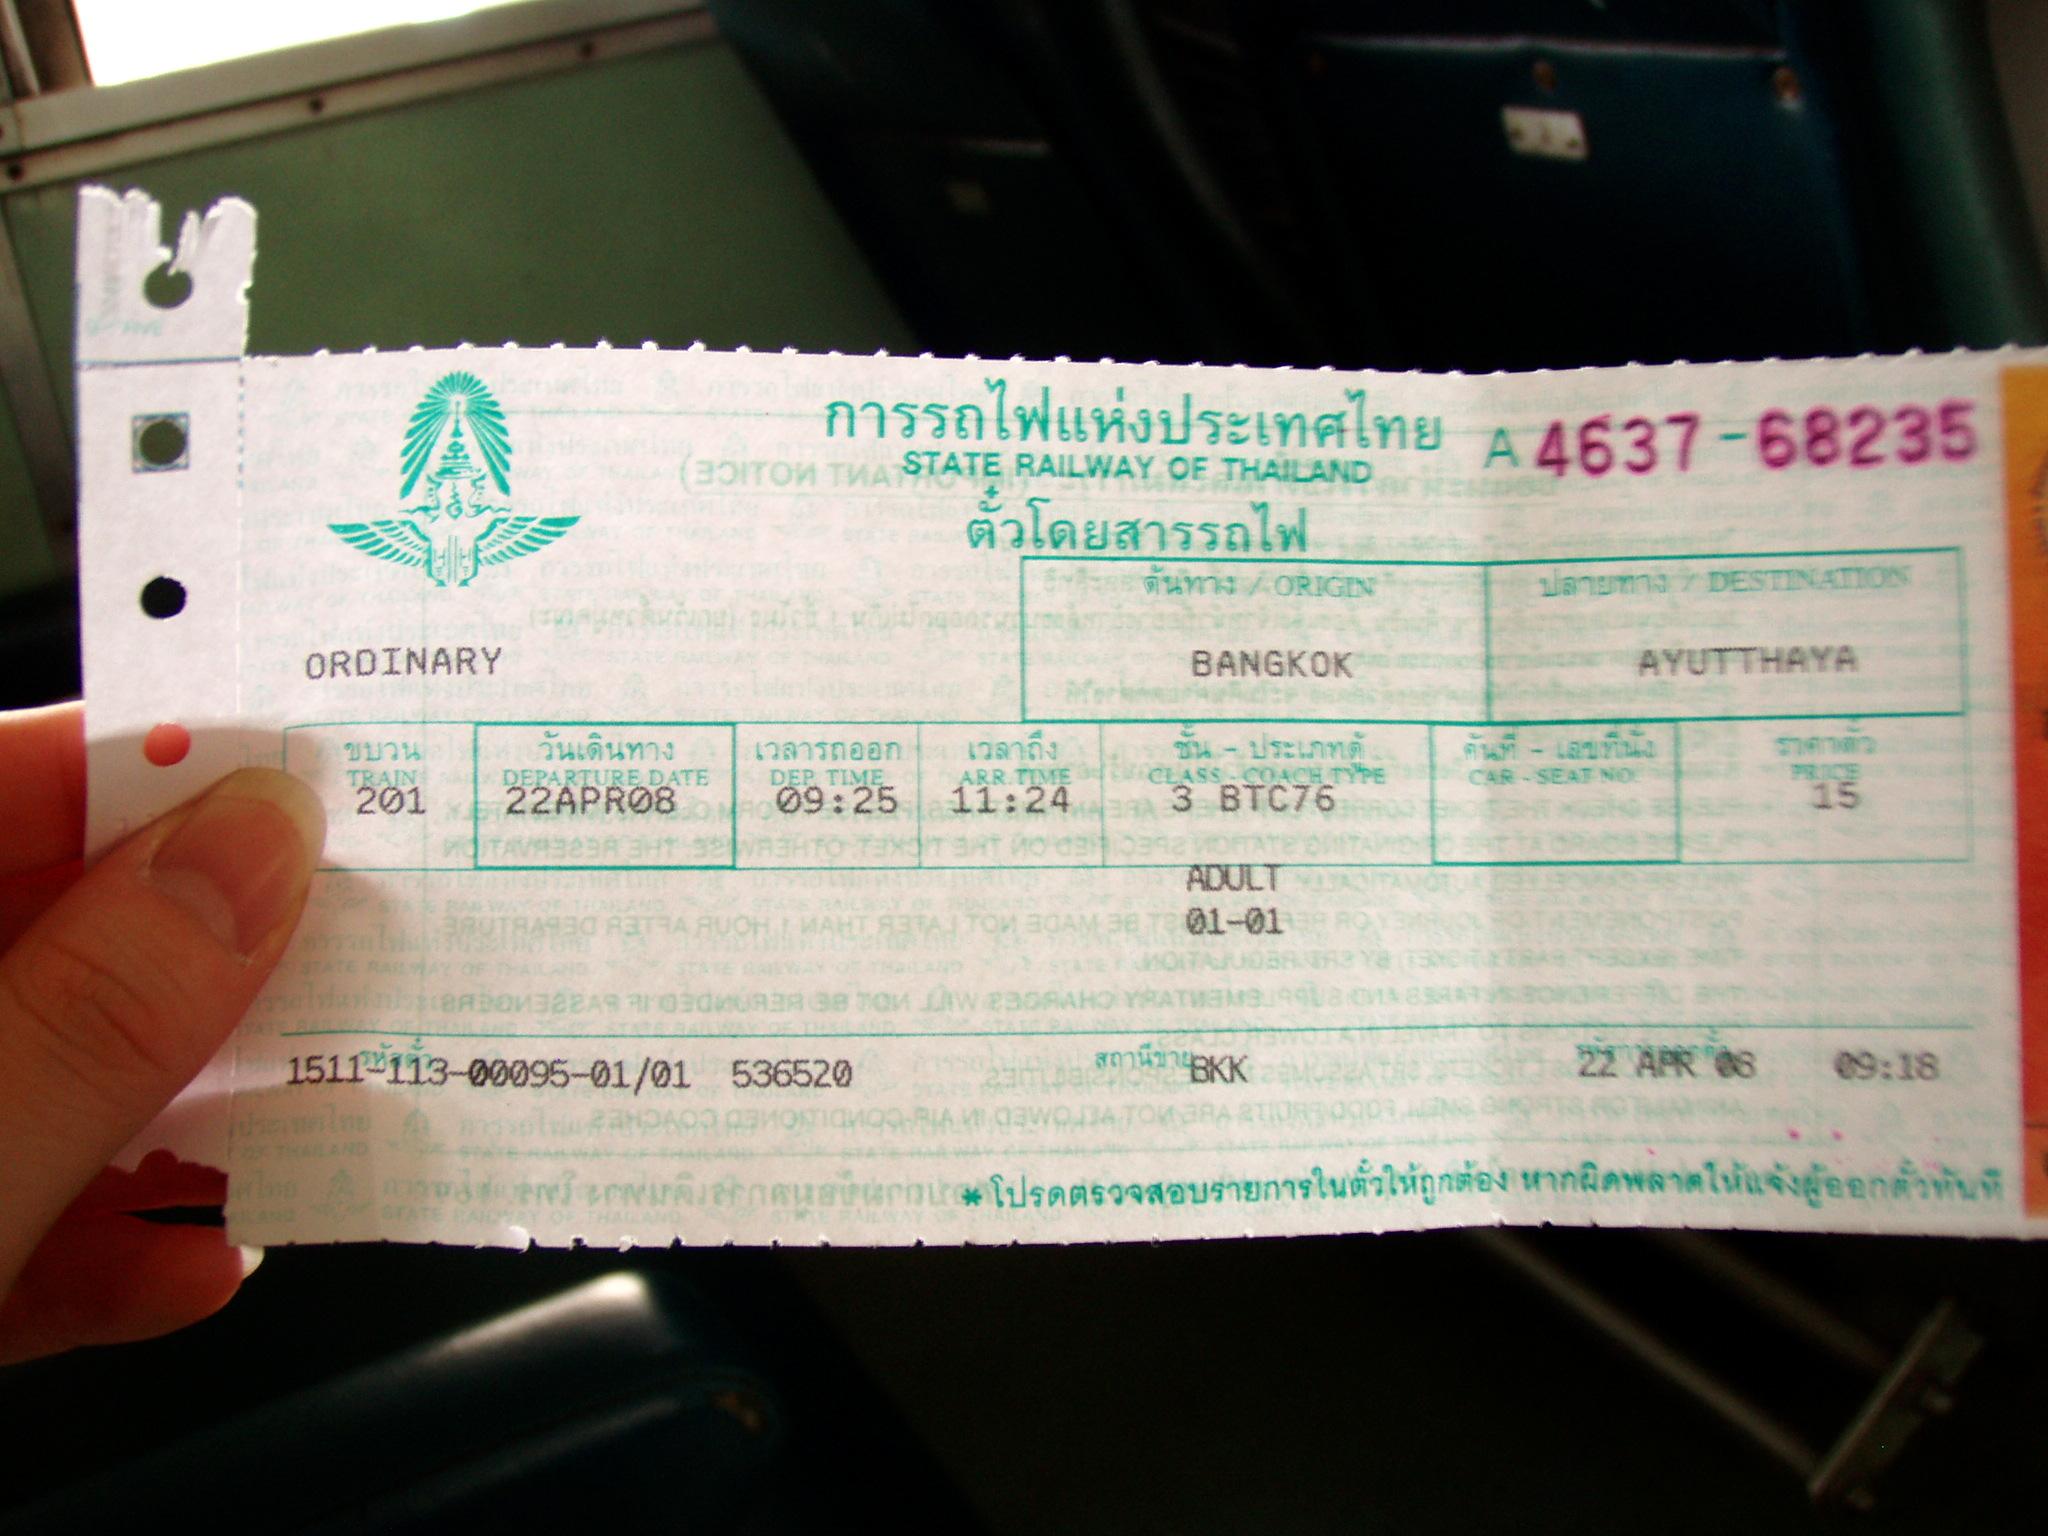 การรถไฟแห่งประเทศไทย A 4637-68235
STATE RAILWAY OF THAILAND
ตั๋วโดยสารรถไฟ
ต้นทาง / ORIGIN ปลายทาง / DESTINATION
ORDINARY BANGKOK AYUTTHAYA
ขบวน วันเดินทาง เวลารถออก เวลาถึง ชั้น - ประเภทตู้ คันที่ - เลขที่นั่ง ราคาตั๋ว
TRAIN DEPARTURE DATE DEP. TIME ARR.TIME CLASS - COACH TYPE CAR - SEAT NO. PRICE
201 22APR08 09:25 11:24 3 BTC76 15
ADULT
01-01
รหัสตั๋ว สถานีขาย
1511-113-00095-01/01 536520 BKK 22 APR 08 09:18
* โปรดตรวจสอบรายการในตั๋วให้ถูกต้อง หากผิดพลาดให้แจ้งผู้ออกตั๋วทันที